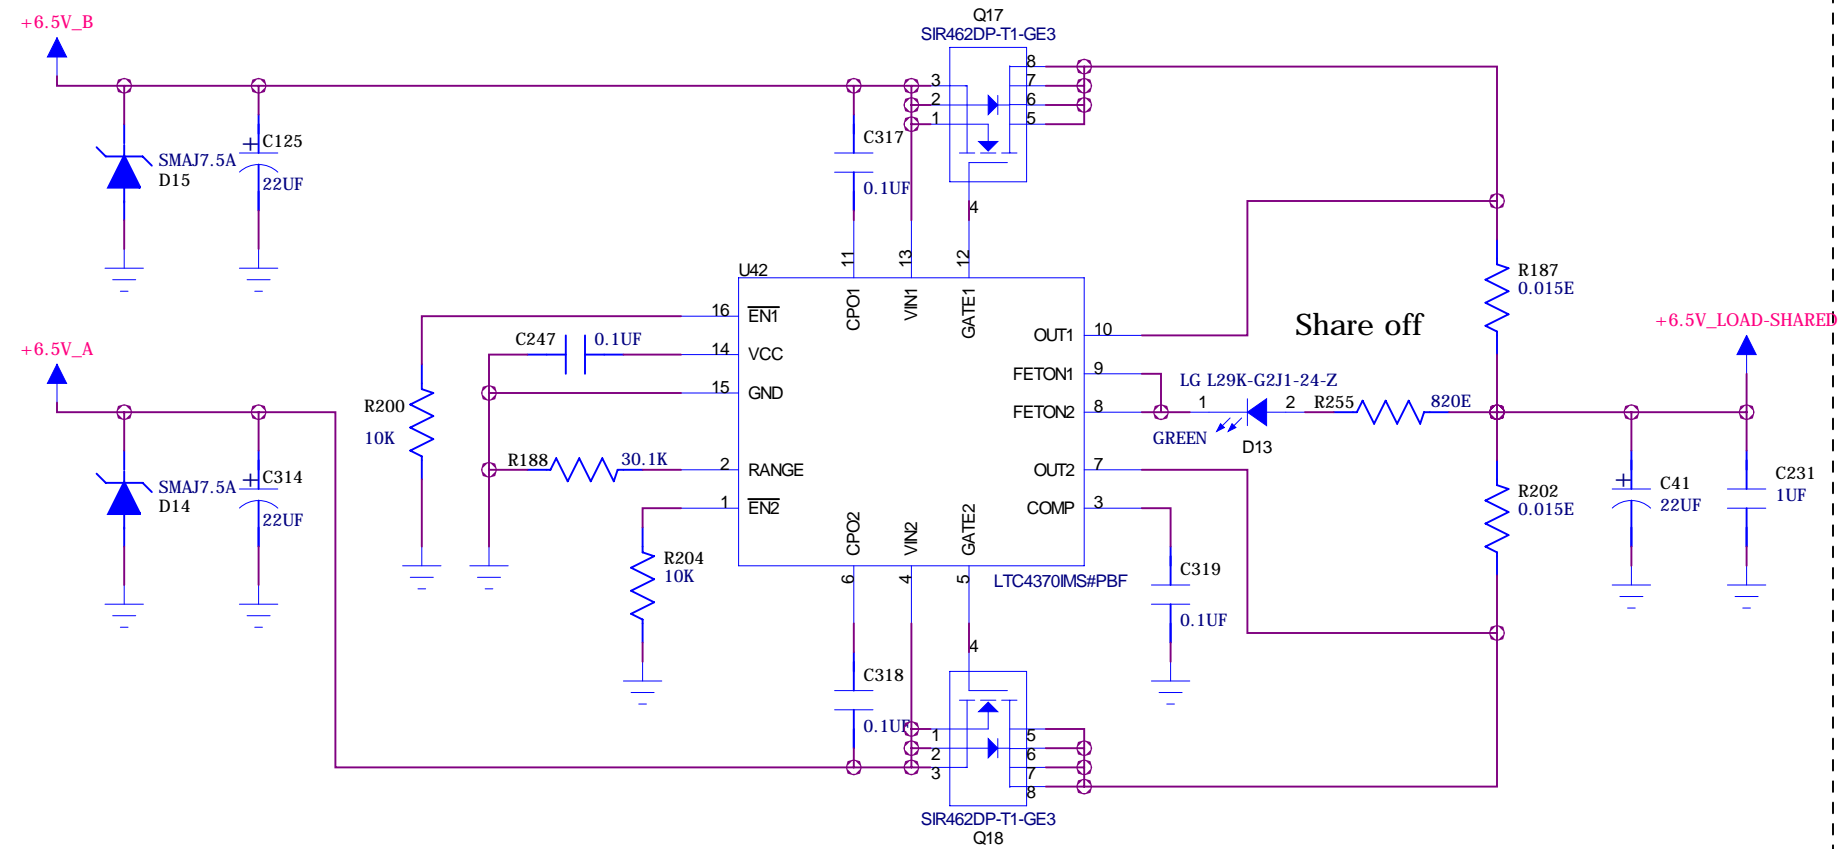 +6.5V_B
Q17
SIR462DP-T1-GE3
3
2
1
8
7
6
5
4
C125
22UF
SMAJ7.5A
D15
C317
0.1UF
11
13
12
U42
CPO1
VIN1
GATE1
16
EN1
14
VCC
15
GND
2
RANGE
1
EN2
C247
0.1UF
R200
10K
R188
30.1K
R204
10K
OUT1
10
FETON1
9
FETON2
8
OUT2
7
COMP
3
CPO2
VIN2
GATE2
6
4
5
LTC4370IMS#PBF
Share off
LG L29K-G2J1-24-Z
1
2
GREEN
D13
R255
820E
R187
0.015E
R202
0.015E
+6.5V_LOAD-SHARED
C41
22UF
C231
1UF
C319
0.1UF
+6.5V_A
SMAJ7.5A
D14
C314
22UF
C318
0.1UF
4
1
2
3
5
6
7
8
SIR462DP-T1-GE3
Q18